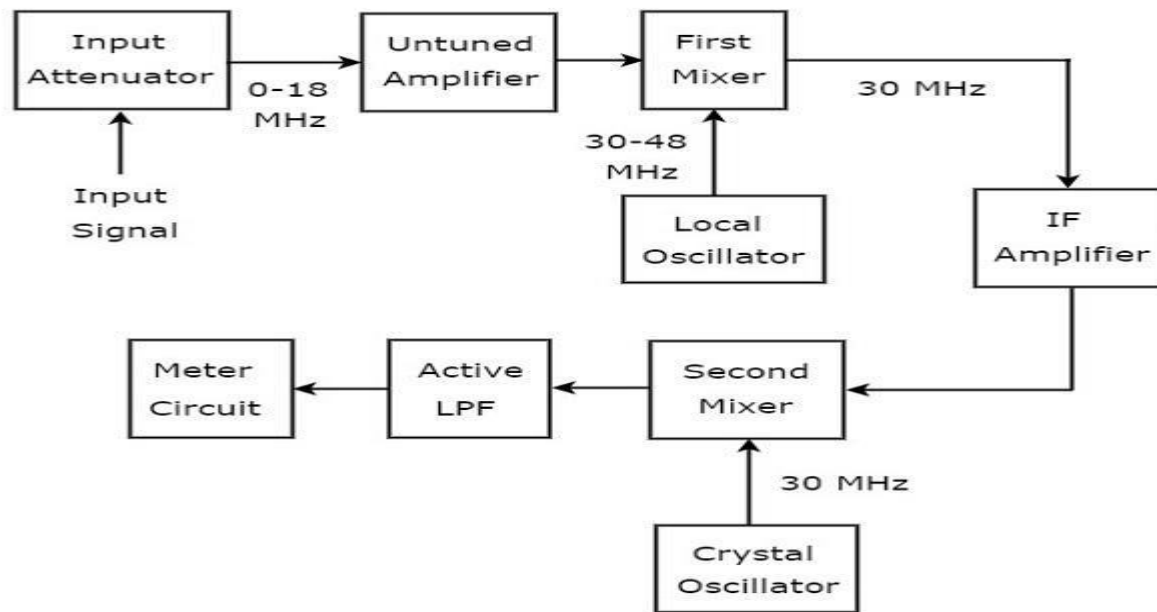 Input
Attenuator
0-18
MHz
Untuned
Amplifier
First
Mixer
30 MHz
Input
Signal
30-48
MHz
Local
Oscillator
IF
Amplifier
Meter
Circuit
Active
LPF
Second
Mixer
30 MHz
Crystal
Oscillator